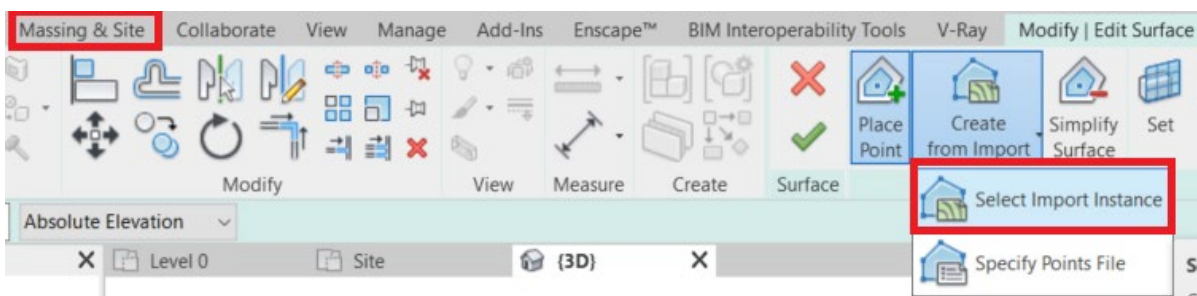 Massing & Site Collaborate View Manage Add-Ins Enscape™ BIM Interoperability Tools V-Ray Modify | Edit Surface
Place Point Create from Import Simplify Surface Set
Modify View Measure Create Surface
Select Import Instance
Absolute Elevation
Level 0 Site {3D}
Specify Points File